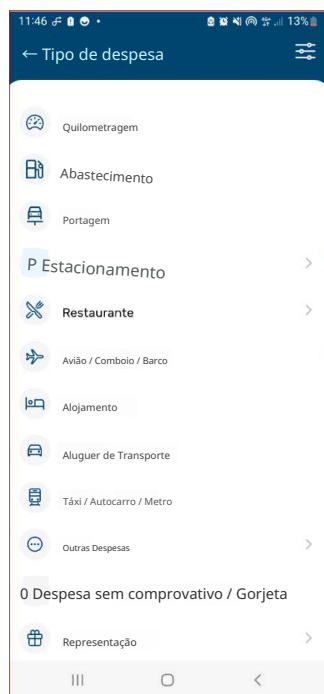 11:46
13%
← Tipo de despesa
Quilometragem
Abastecimento
Portagem
P Estacionamento
Restaurante
Avião / Comboio / Barco
Alojamento
Aluguer de Transporte
Táxi / Autocarro / Metro
Outras Despesas
0 Despesa sem comprovativo / Gorjeta
Representação